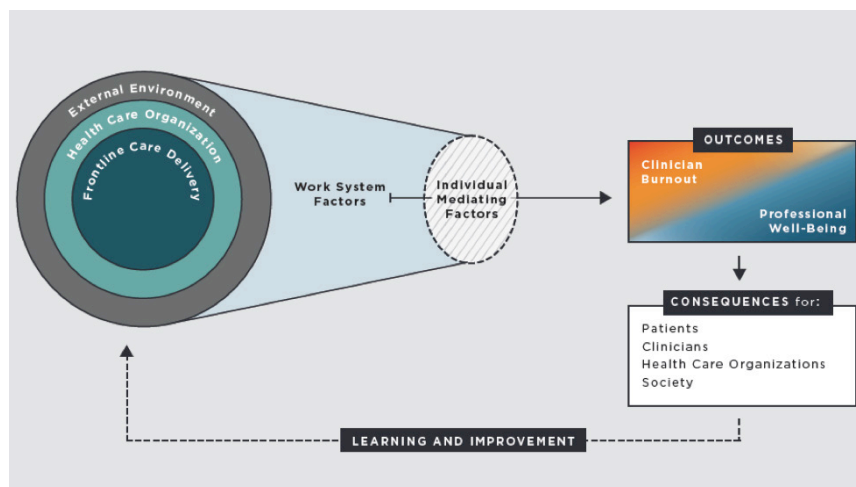 External Environment
Health Care Organization
Frontline Care Delivery
Work System
Factors
Individual
Mediating
Factors
OUTCOMES
Clinician
Burnout
Professional
Well-Being
CONSEQUENCES for:
Patients
Clinicians
Health Care Organizations
Society
LEARNING AND IMPROVEMENT